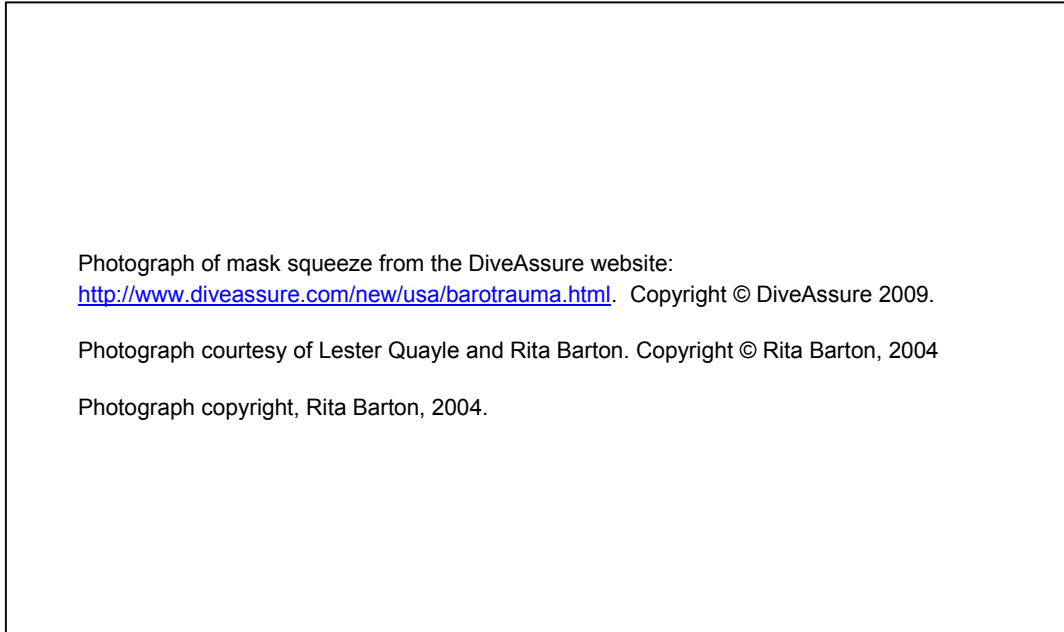 Photograph of mask squeeze from the DiveAssure website:
http://www.diveassure.com/new/usa/barotrauma.html. Copyright © DiveAssure 2009.
Photograph courtesy of Lester Quayle and Rita Barton. Copyright © Rita Barton, 2004
Photograph copyright, Rita Barton, 2004.